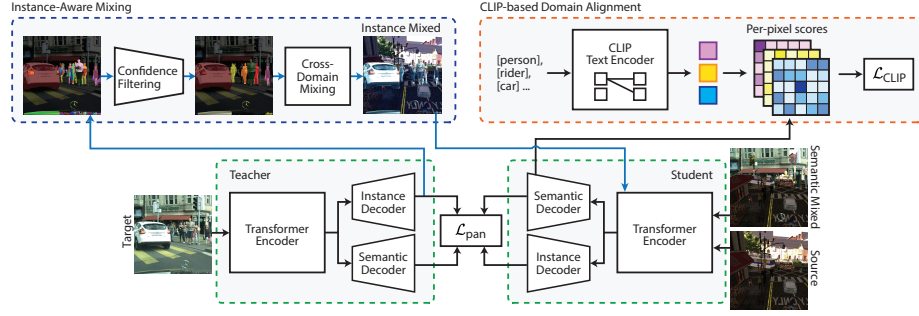 Instance-Aware Mixing
CLIP-based Domain Alignment
Instance Mixed
Confidence
Filtering
Cross-
Domain
Mixing
[person],
[rider],
[car] ...
CLIP
Text Encoder
Per-pixel scores
ℒCLIP
Teacher
Target
Transformer
Encoder
Instance
Decoder
Semantic
Decoder
ℒpan
Student
Semantic
Decoder
Instance
Decoder
Transformer
Encoder
Semantic Mixed
Source